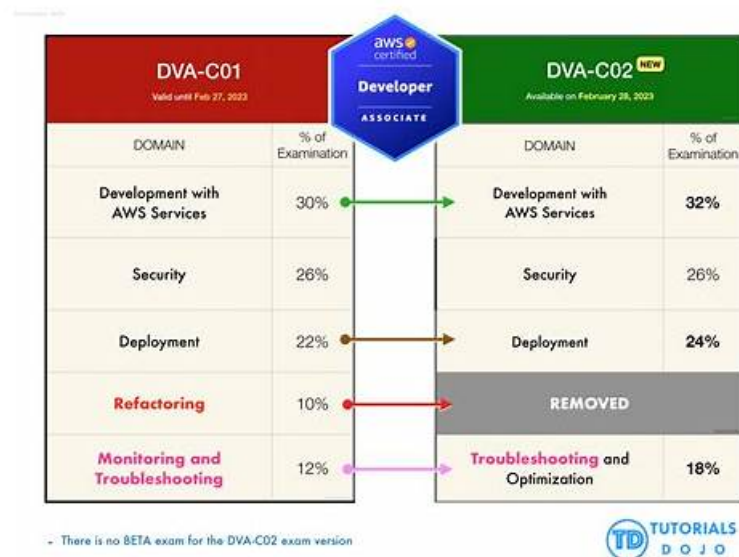 aws
certified
Developer
ASSOCIATE
DVA-C01
Valid until Feb 27, 2023
DOMAIN
% of
Examination
Development with
AWS Services
30%
Security
26%
Deployment
22%
Refactoring
10%
Monitoring and
Troubleshooting
12%
DVA-C02 NEW
Available on February 28, 2023
DOMAIN
% of
Examination
Development with
AWS Services
32%
Security
26%
Deployment
24%
REMOVED
Troubleshooting and
Optimization
18%
- There is no BETA exam for the DVA-C02 exam version
TD TUTORIALS
DOJO